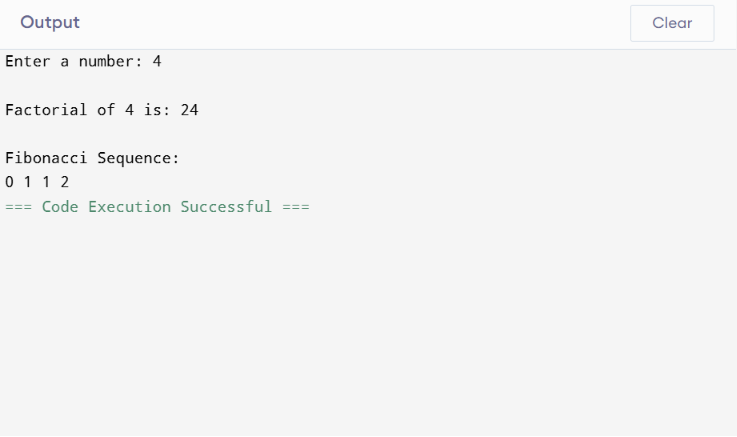 Output
Clear
Enter a number: 4
Factorial of 4 is: 24
Fibonacci Sequence:
0 1 1 2
=== Code Execution Successful ===